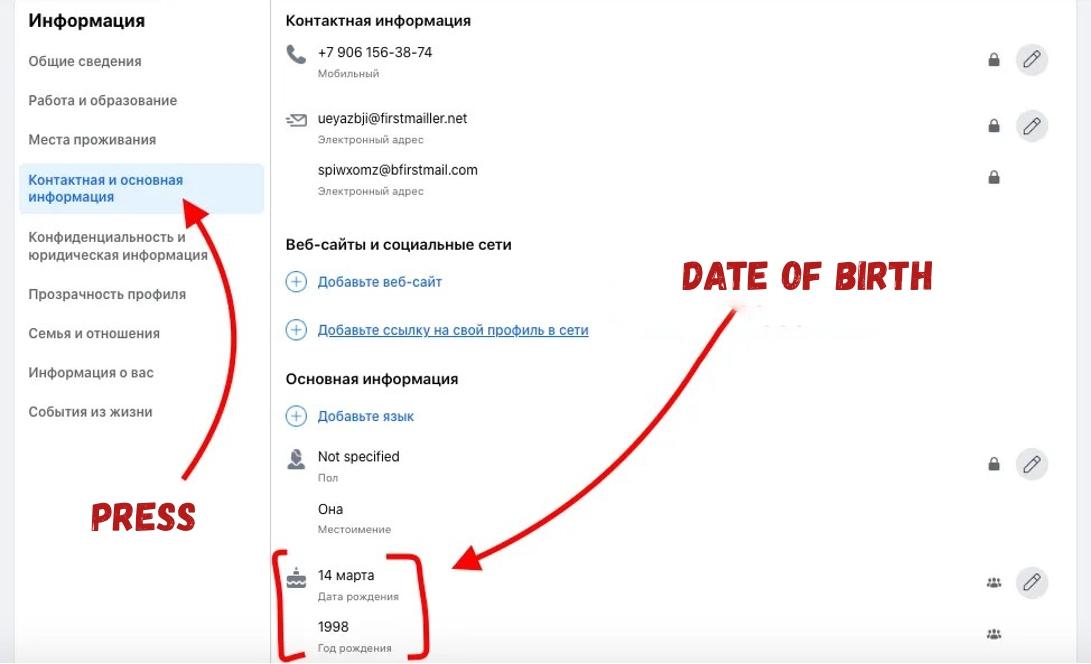 Информация
Общие сведения
Работа и образование
Места проживания
Контактная и основная
информация
Конфиденциальность и
юридическая информация
Прозрачность профиля
Семья и отношения
Информация о вас
События из жизни
PRESS
Контактная информация
+7 906 156-38-74
Мобильный
ueyazbji@firstmailler.net
Электронный адрес
spiwxomz@bfirstmail.com
Электронный адрес
Веб-сайты и социальные сети
Добавьте веб-сайт
DATE OF BIRTH
Добавьте ссылку на свой профиль в сети
Основная информация
Добавьте язык
Not specified
Пол
Она
Местоимение
14 марта
Дата рождения
1998
Год рождения